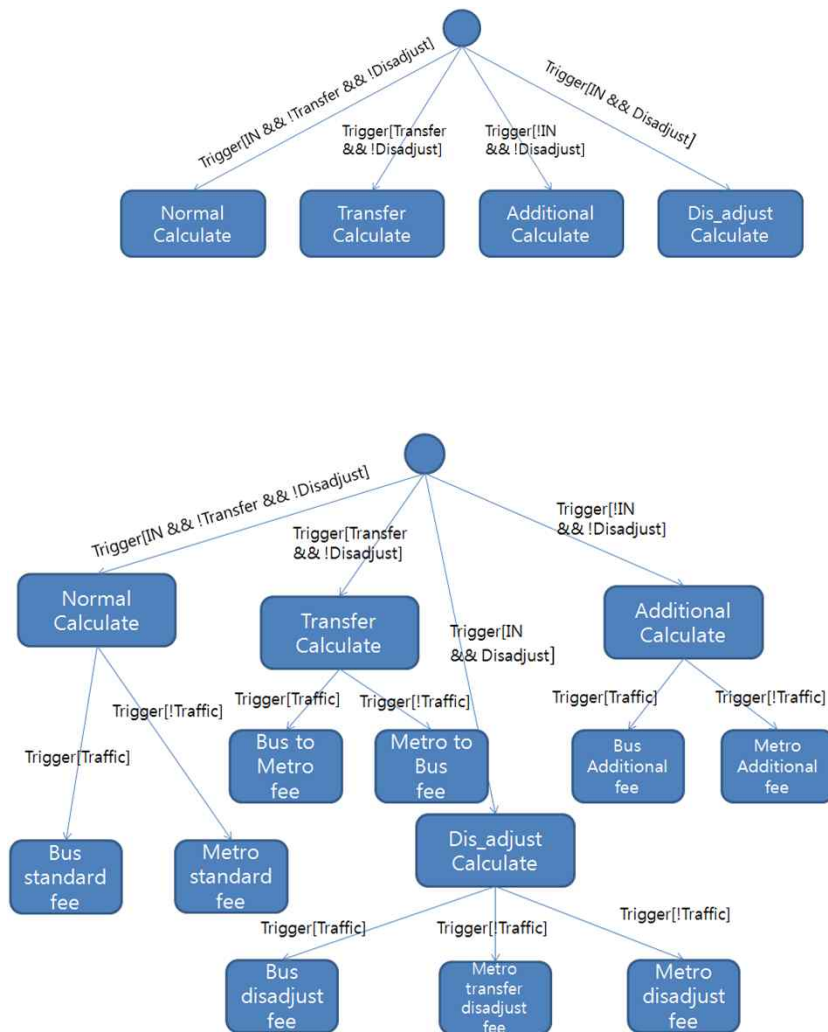 Trigger[IN && !Transfer && !Disadjust]
Trigger[Transfer
&& !Disadjust]
Trigger[!IN
&& !Disadjust]
Trigger[IN && Disadjust]
Normal
Calculate
Transfer
Calculate
Additional
Calculate
Dis_adjust
Calculate
Trigger[IN && !Transfer && !Disadjust]
Trigger[Transfer
&& !Disadjust]
Trigger[IN
&& Disadjust]
Trigger[!IN
&& !Disadjust]
Normal
Calculate
Transfer
Calculate
Additional
Calculate
Trigger[Traffic]
Trigger[!Traffic]
Trigger[Traffic]
Trigger[!Traffic]
Trigger[Traffic]
Trigger[!Traffic]
Bus to
Metro
fee
Metro to
Bus
fee
Bus
Additional
fee
Metro
Additional
fee
Bus
standard
fee
Metro
standard
fee
Dis_adjust
Calculate
Trigger[Traffic]
Trigger[!Traffic]
Trigger[!Traffic]
Bus
disadjust
fee
Metro
transfer
disadjust
fee
Metro
disadjust
fee